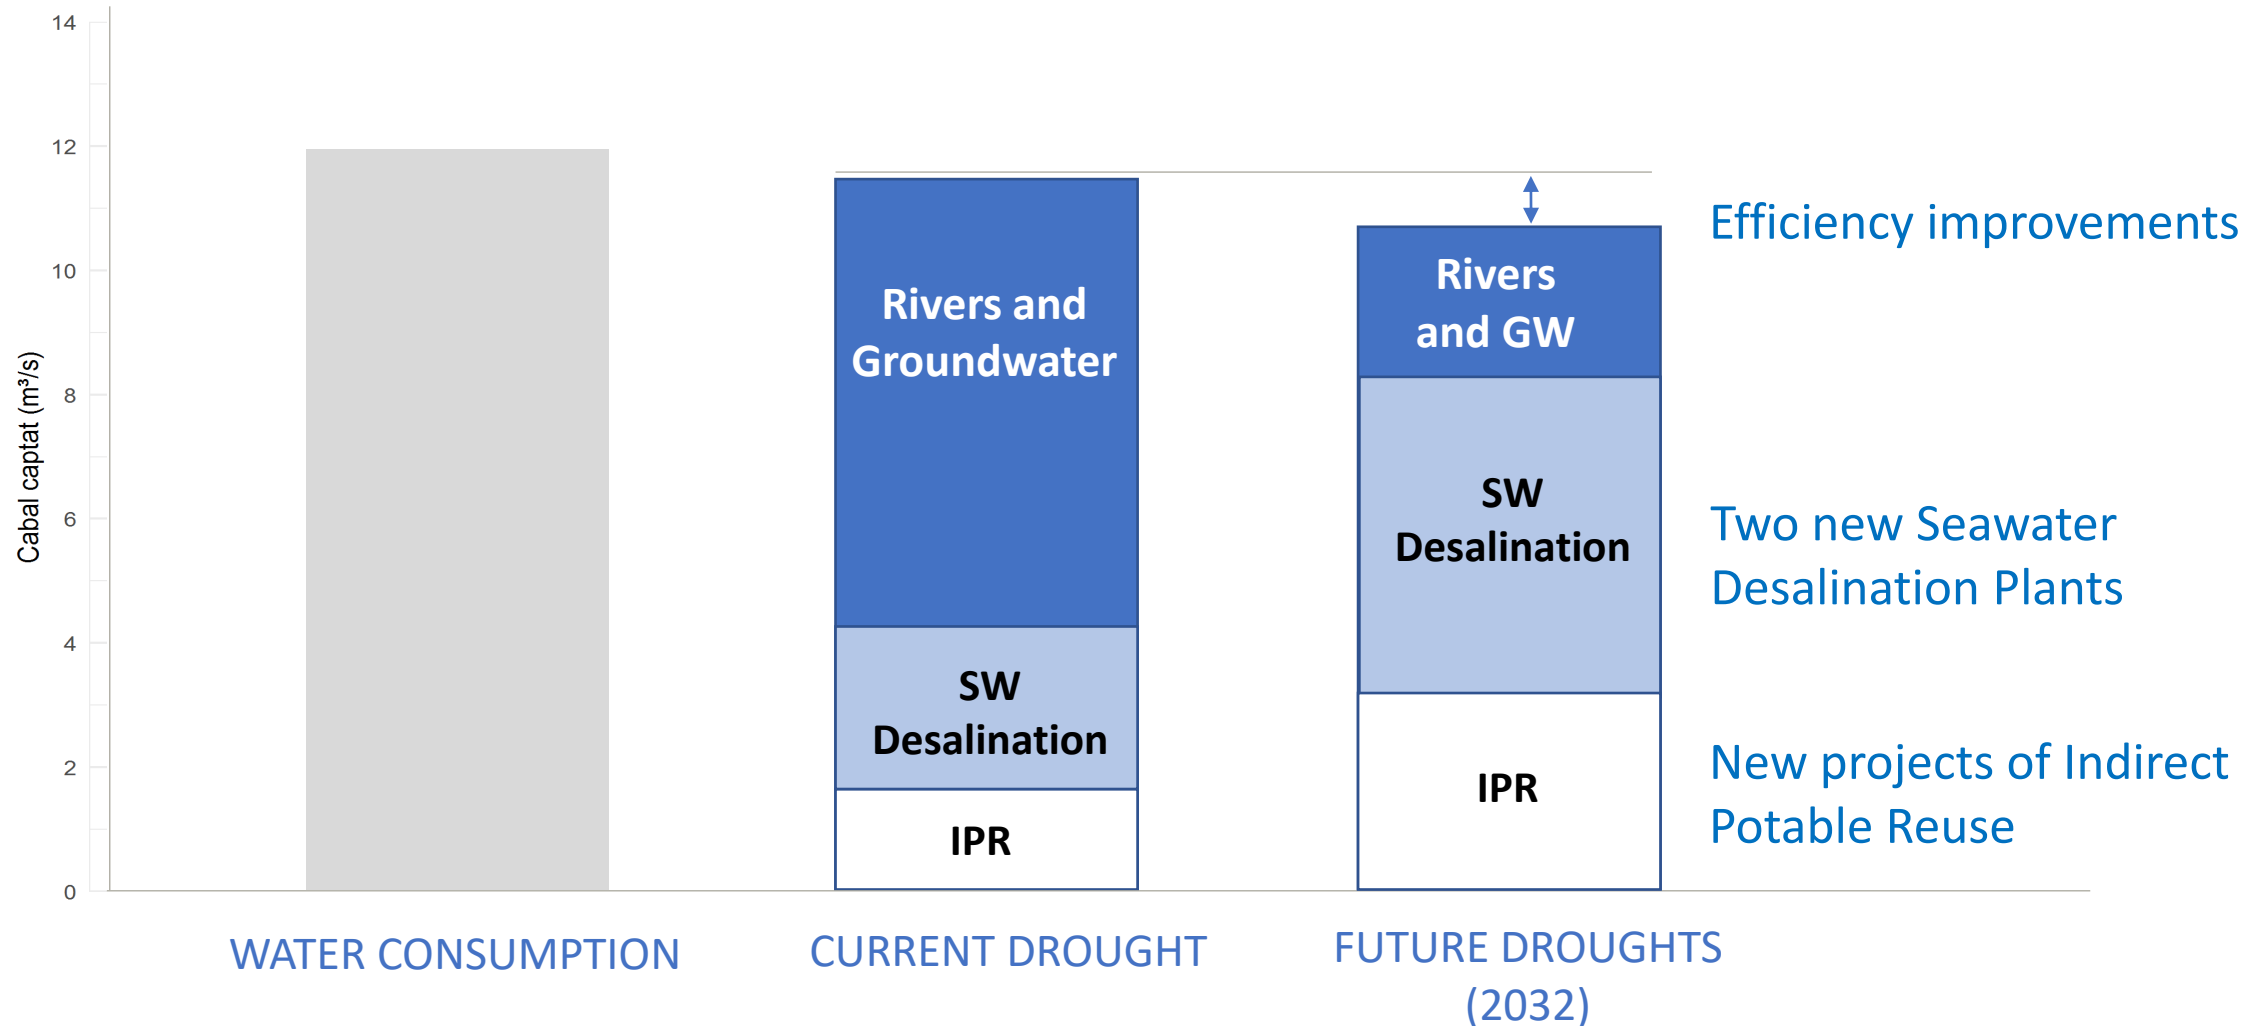 14
12
10
8
6
4
2
0
Cabal captat (m³/s)
Rivers and
Groundwater
SW
Desalination
IPR
Rivers
and GW
SW
Desalination
IPR
Efficiency improvements
Two new Seawater
Desalination Plants
New projects of Indirect
Potable Reuse
WATER CONSUMPTION
CURRENT DROUGHT
FUTURE DROUGHTS
(2032)